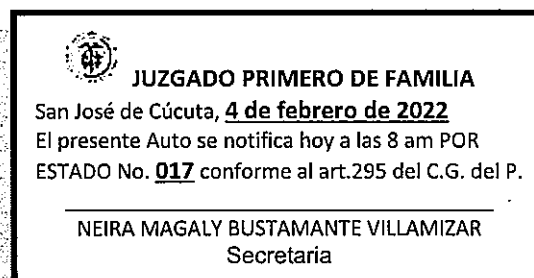 JUZGADO PRIMERO DE FAMILIA
San José de Cúcuta, 4 de febrero de 2022
El presente Auto se notifica hoy a las 8 am POR
ESTADO No. 017 conforme al art.295 del C.G. del P.
NEIRA MAGALY BUSTAMANTE VILLAMIZAR
Secretaria